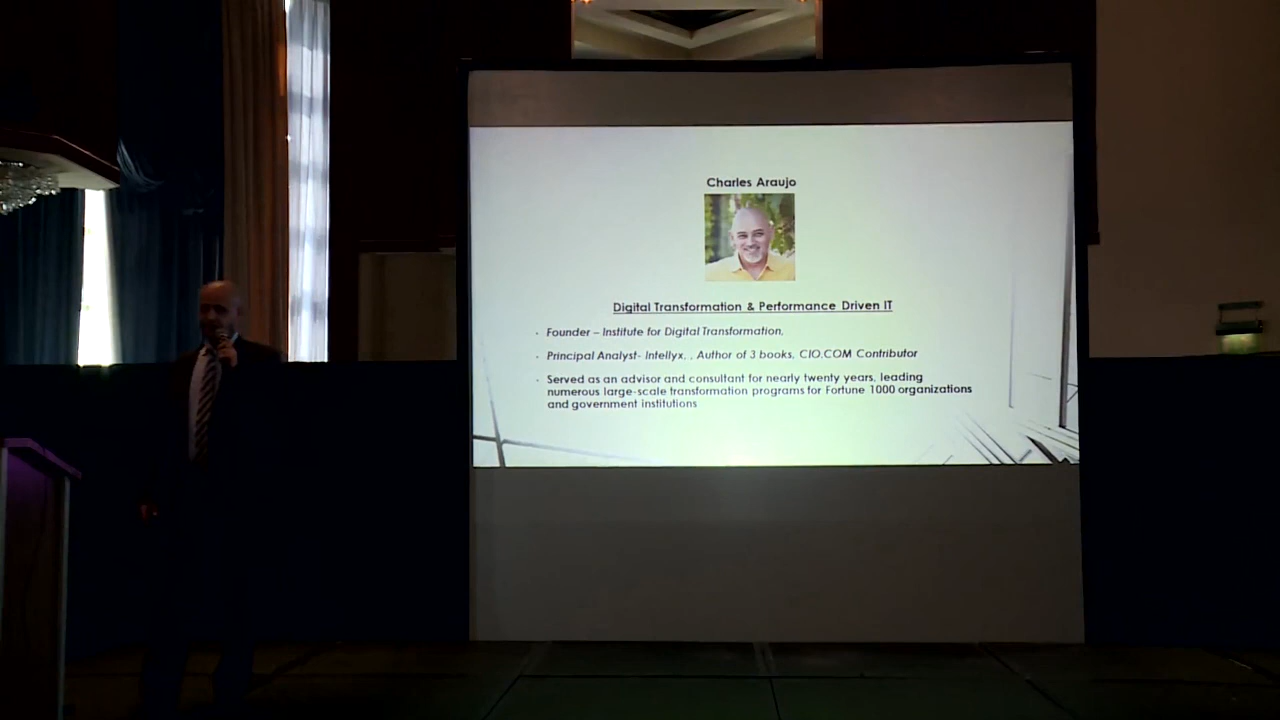 Charles Araujo
Digital Transformation & Performance Driven IT
· Founder – Institute for Digital Transformation,
· Principal Analyst- Intellyx, , Author of 3 books, CIO.COM Contributor
· Served as an advisor and consultant for nearly twenty years, leading
numerous large-scale transformation programs for Fortune 1000 organizations
and government institutions